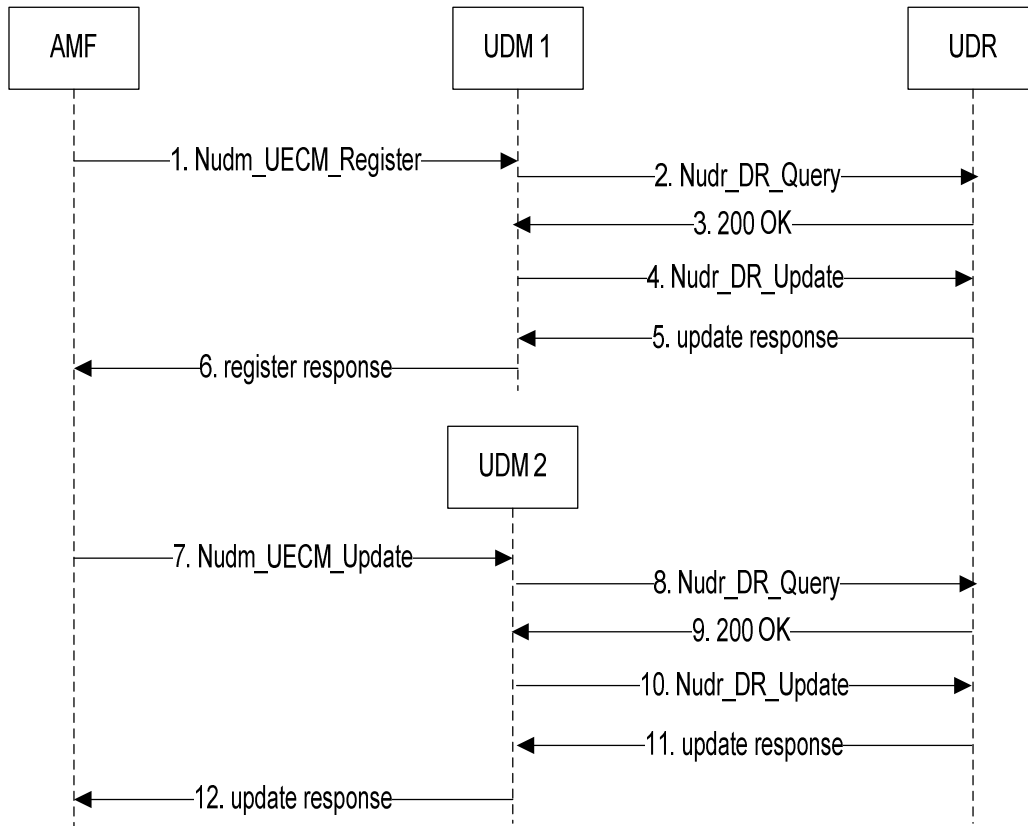 AMF
UDM 1
UDR
1. Nudm_UECM_Register
2. Nudr_DR_Query
3. 200 OK
4. Nudr_DR_Update
5. update response
6. register response
UDM 2
7. Nudm_UECM_Update
8. Nudr_DR_Query
9. 200 OK
10. Nudr_DR_Update
11. update response
12. update response